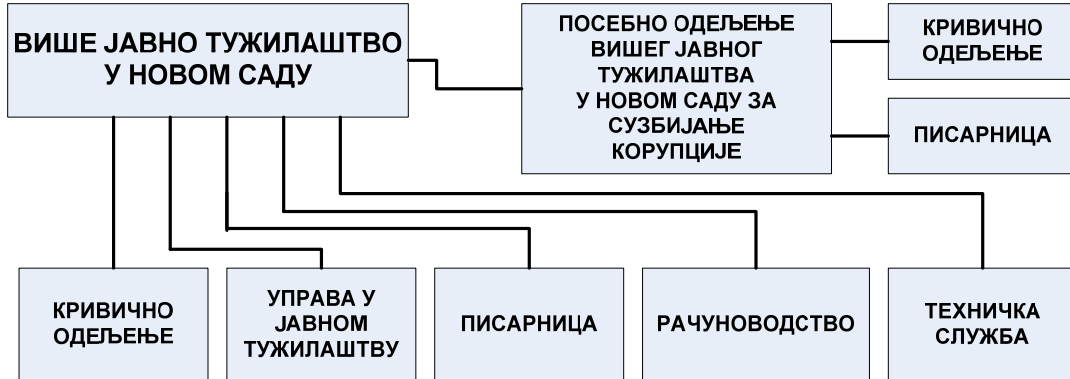 ВИШЕ ЈАВНО ТУЖИЛАШТВО
У НОВОМ САДУ
ПОСЕБНО ОДЕЉЕЊЕ
ВИШЕГ ЈАВНОГ
ТУЖИЛАШТВА
У НОВОМ САДУ ЗА
СУЗБИЈАЊЕ
КОРУПЦИЈЕ
КРИВИЧНО
ОДЕЉЕЊЕ
ПИСАРНИЦА
КРИВИЧНО
ОДЕЉЕЊЕ
УПРАВА У
ЈАВНОМ
ТУЖИЛАШТВУ
ПИСАРНИЦА
РАЧУНОВОДСТВО
ТЕХНИЧКА
СЛУЖБА